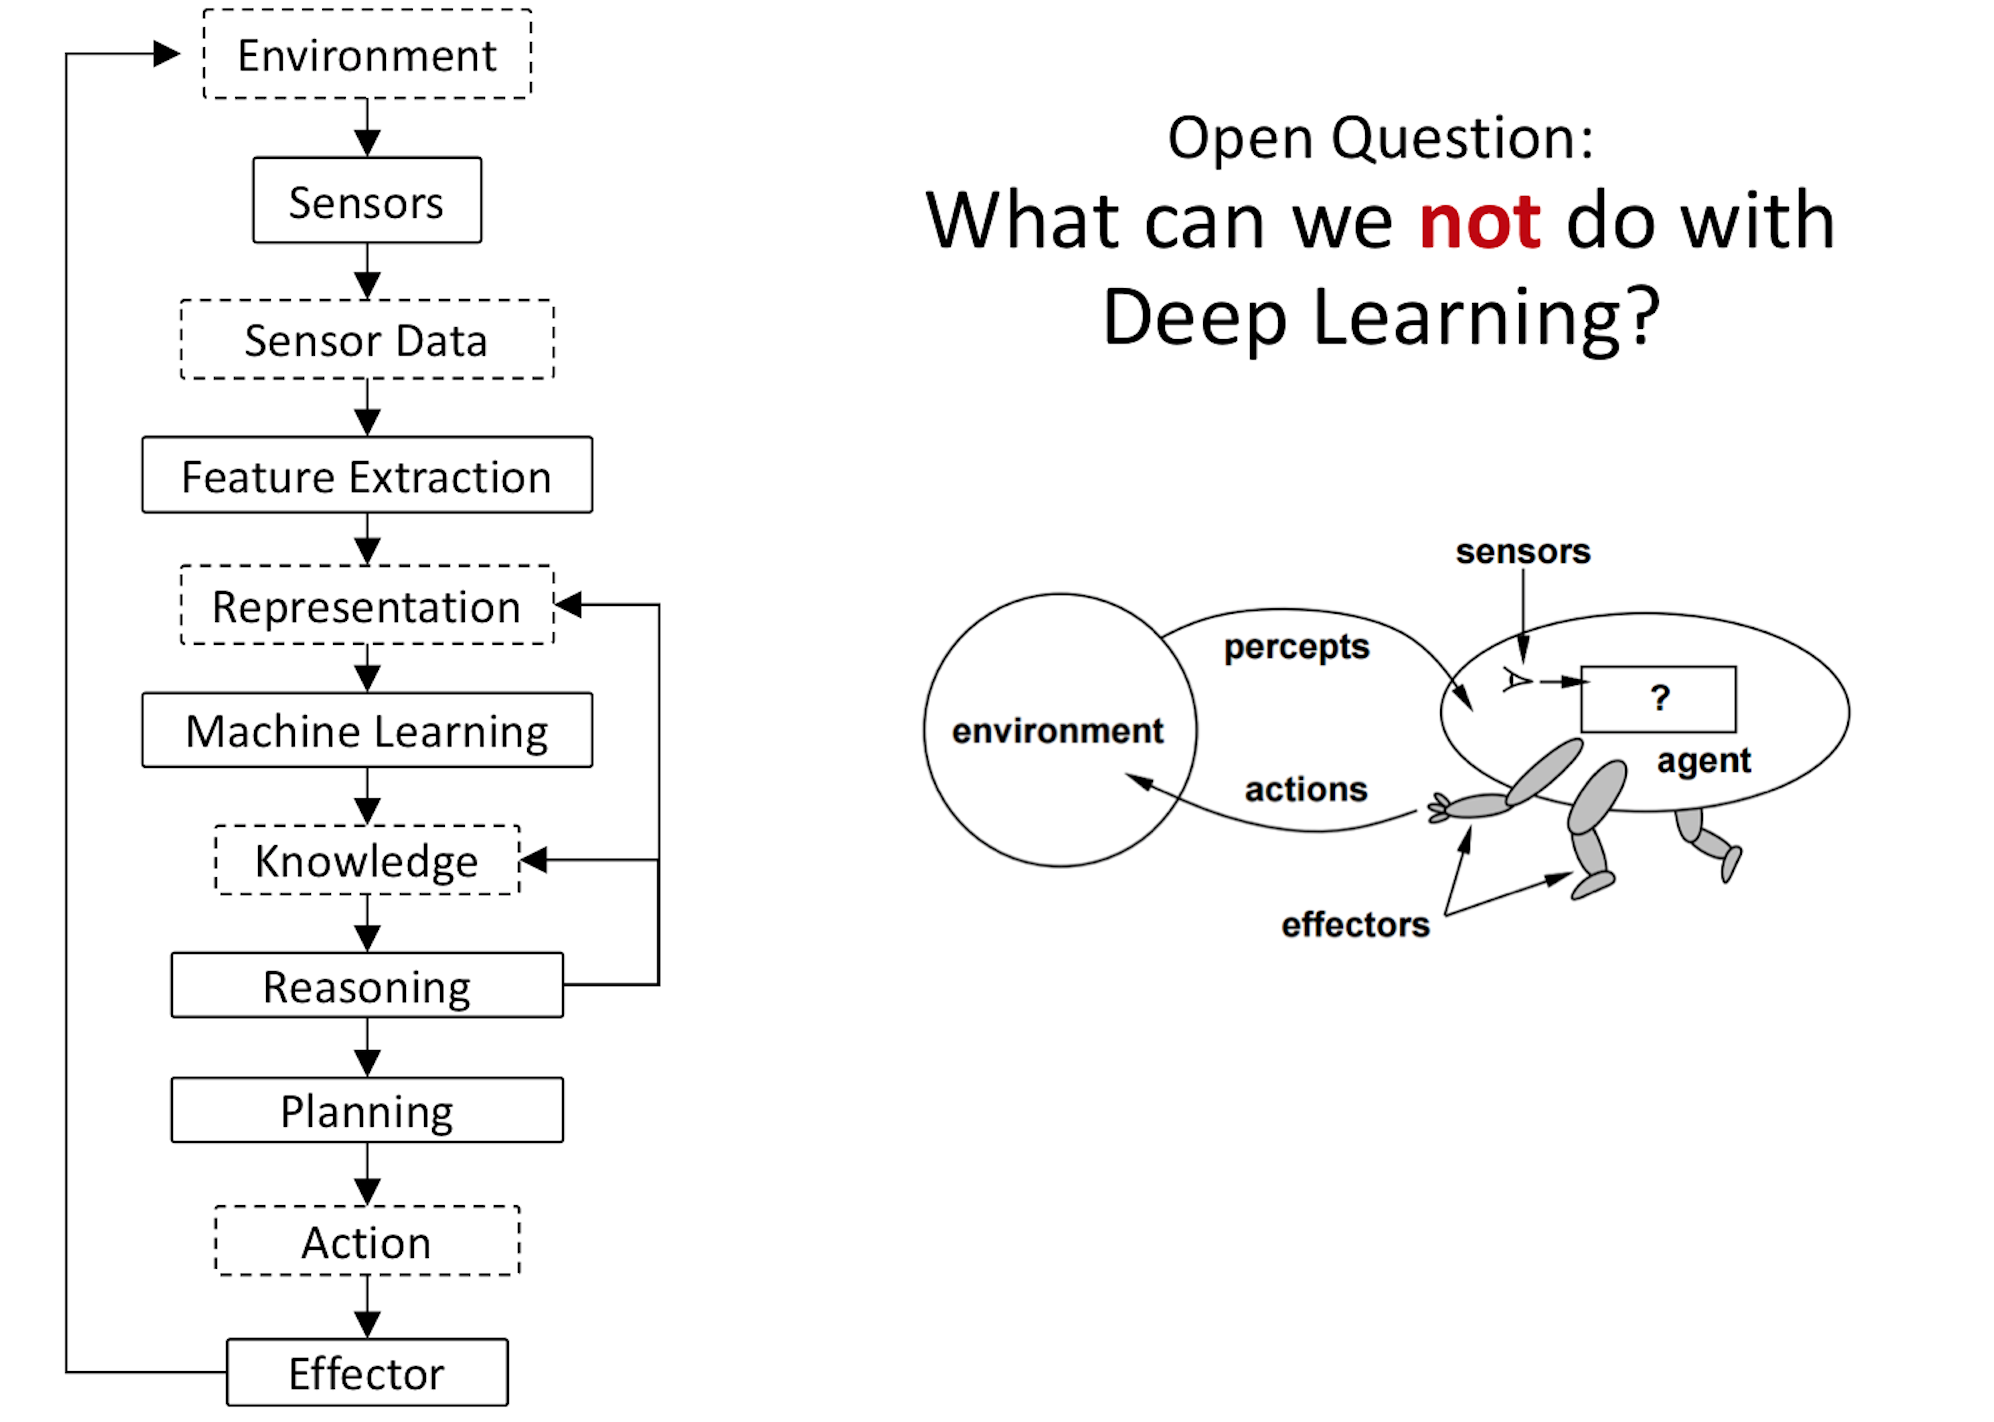 Environment
Sensors
Sensor Data
Feature Extraction
Representation
Machine Learning
Knowledge
Reasoning
Planning
Action
Effector
Open Question:
What can we not do with
Deep Learning?
sensors
percepts
?
environment
agent
actions
effectors